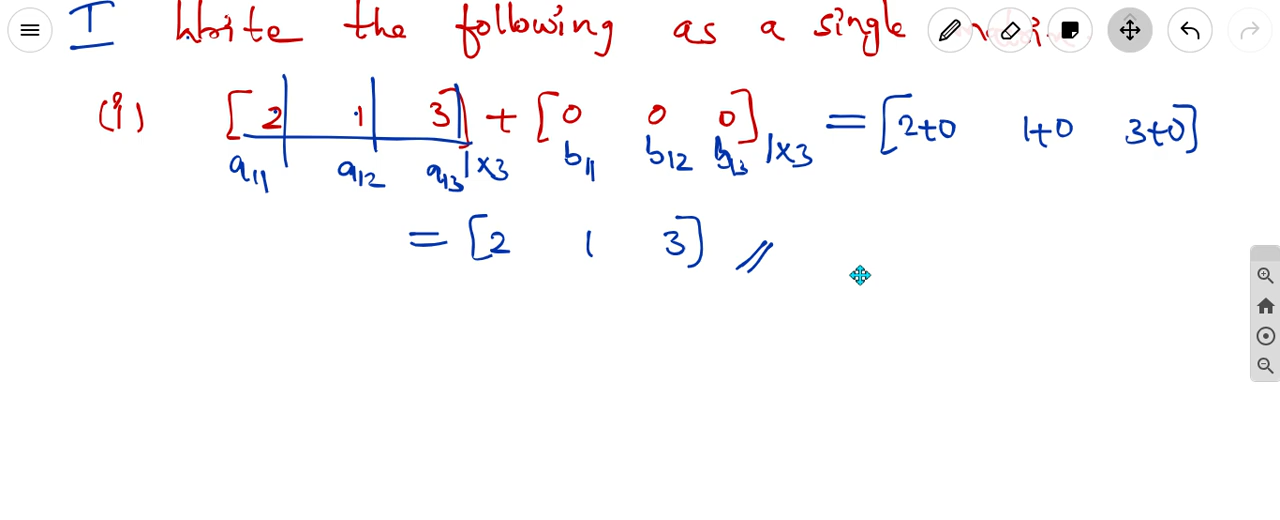 I Write the following as a single
(i) [2 1 3] 1x3 + [0 0 0] 1x3 = [2+0 1+0 3+0]
a11 a12 a13 b11 b12 b13
= [2 1 3] //